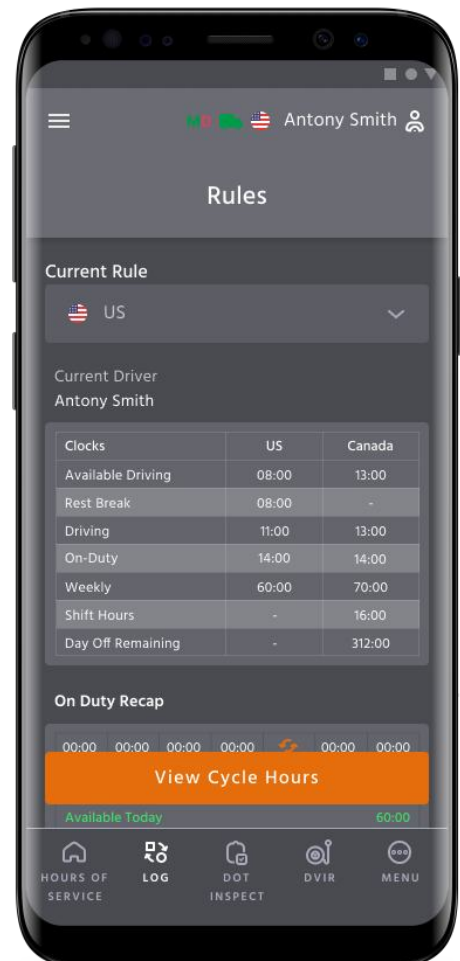 MD Antony Smith
Rules
Current Rule
US
Current Driver
Antony Smith
Clocks US Canada
Available Driving 08:00 13:00
Rest Break 08:00 -
Driving 11:00 13:00
On-Duty 14:00 14:00
Weekly 60:00 70:00
Shift Hours - 16:00
Day Off Remaining - 312:00
On Duty Recap
00:00 00:00 00:00 00:00 00:00 00:00
View Cycle Hours
Available Today 60:00
HOURS OF SERVICE
LOG
DOT INSPECT
DVIR
MENU